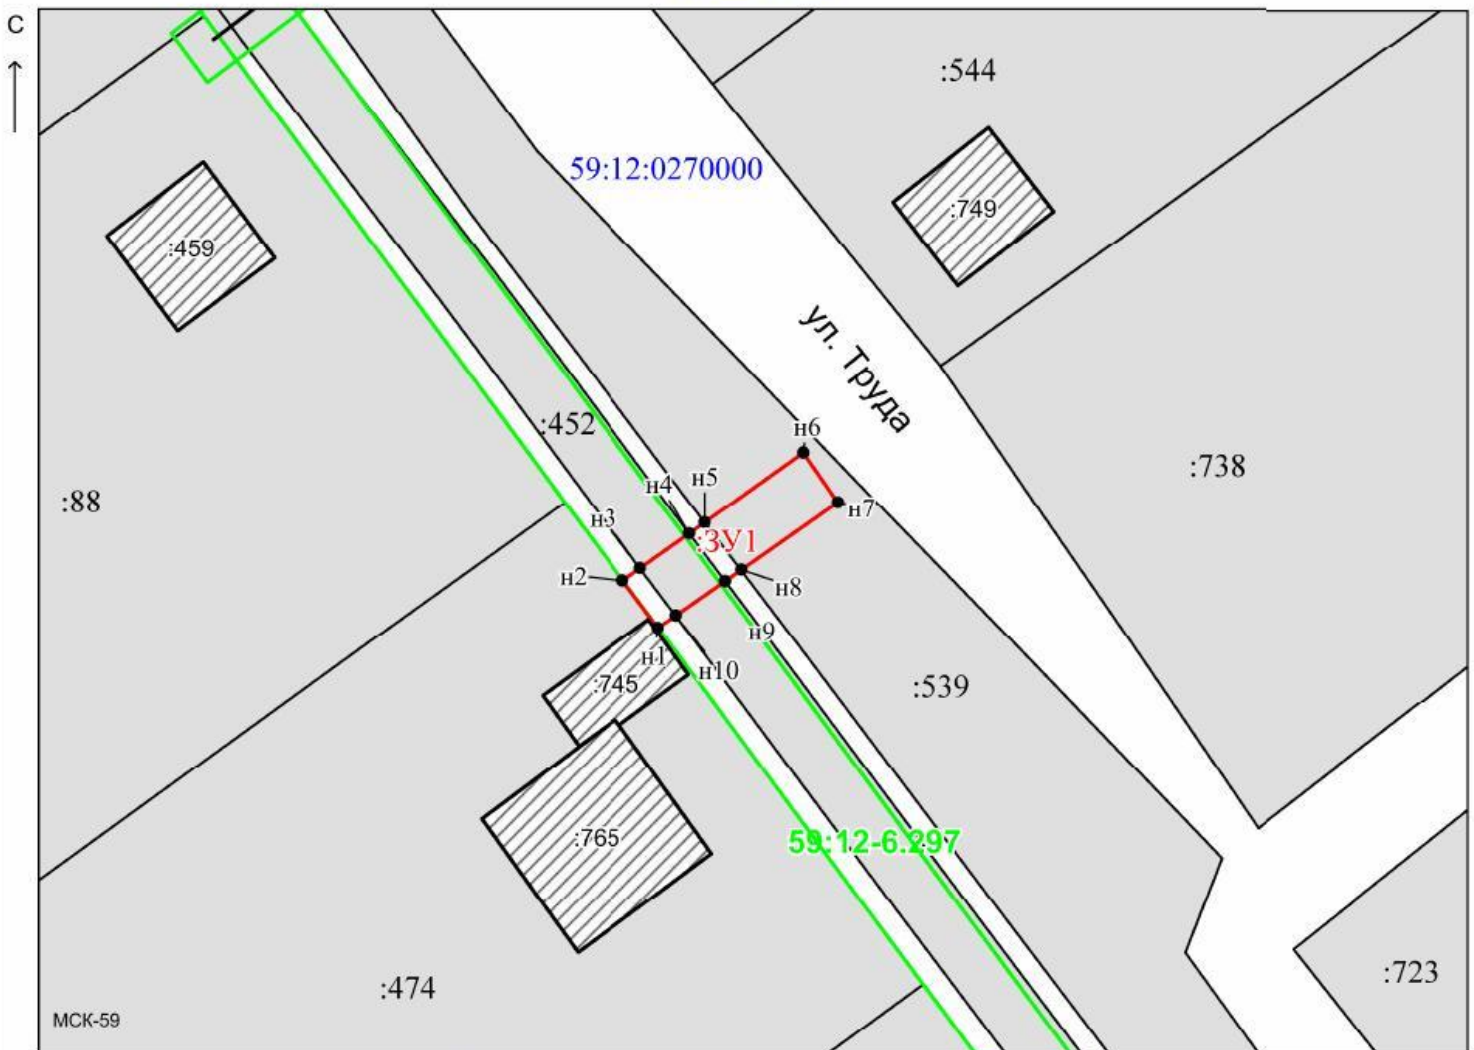 С
:544
59:12:0270000
:749
:459
ул. Труда
:452
н6
:738
н5
н4
:88
н7
н3
:ЗУ1
н2
н8
н9
н1
н10
:745
:539
:765
59:12-6.297
:723
:474
МСК-59